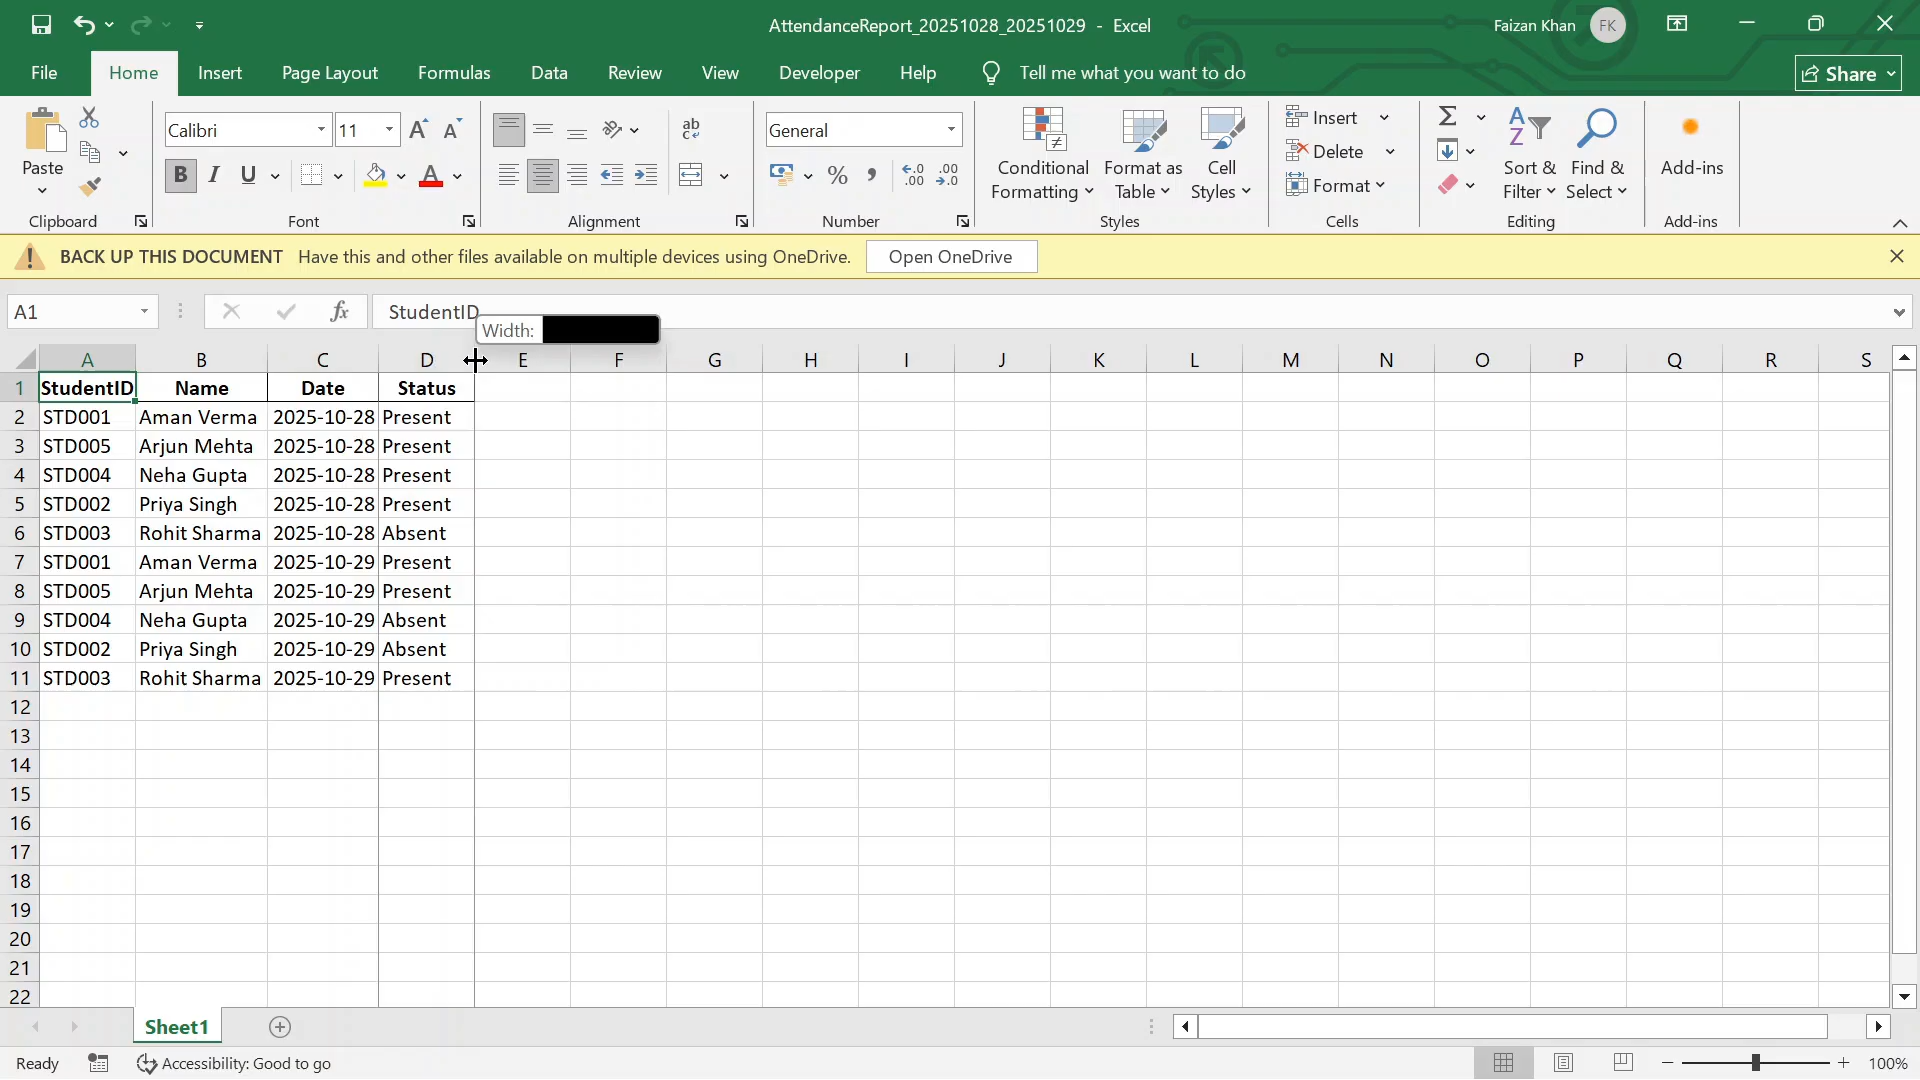 AttendanceReport_20251028_20251029 - Excel
Faizan Khan FK
File Home Insert Page Layout Formulas Data Review View Developer Help Tell me what you want to do Share
Paste
Calibri 11 A A
General
ab c
Conditional Formatting
Format as Table
Cell Styles
Insert
Delete
Format
Sort & Filter
Find & Select
Add-ins
B I U A
% , .00 .00
Clipboard Font Alignment Number Styles Cells Editing Add-ins
BACK UP THIS DOCUMENT Have this and other files available on multiple devices using OneDrive. Open OneDrive
A1 fx StudentID
Width:
A B C D E F G H I J K L M N O P Q R S
1 StudentID Name Date Status
2 STD001 Aman Verma 2025-10-28 Present
3 STD005 Arjun Mehta 2025-10-28 Present
4 STD004 Neha Gupta 2025-10-28 Present
5 STD002 Priya Singh 2025-10-28 Present
6 STD003 Rohit Sharma 2025-10-28 Absent
7 STD001 Aman Verma 2025-10-29 Present
8 STD005 Arjun Mehta 2025-10-29 Present
9 STD004 Neha Gupta 2025-10-29 Absent
10 STD002 Priya Singh 2025-10-29 Absent
11 STD003 Rohit Sharma 2025-10-29 Present
12
13
14
15
16
17
18
19
20
21
22
Sheet1
Ready Accessibility: Good to go 100%